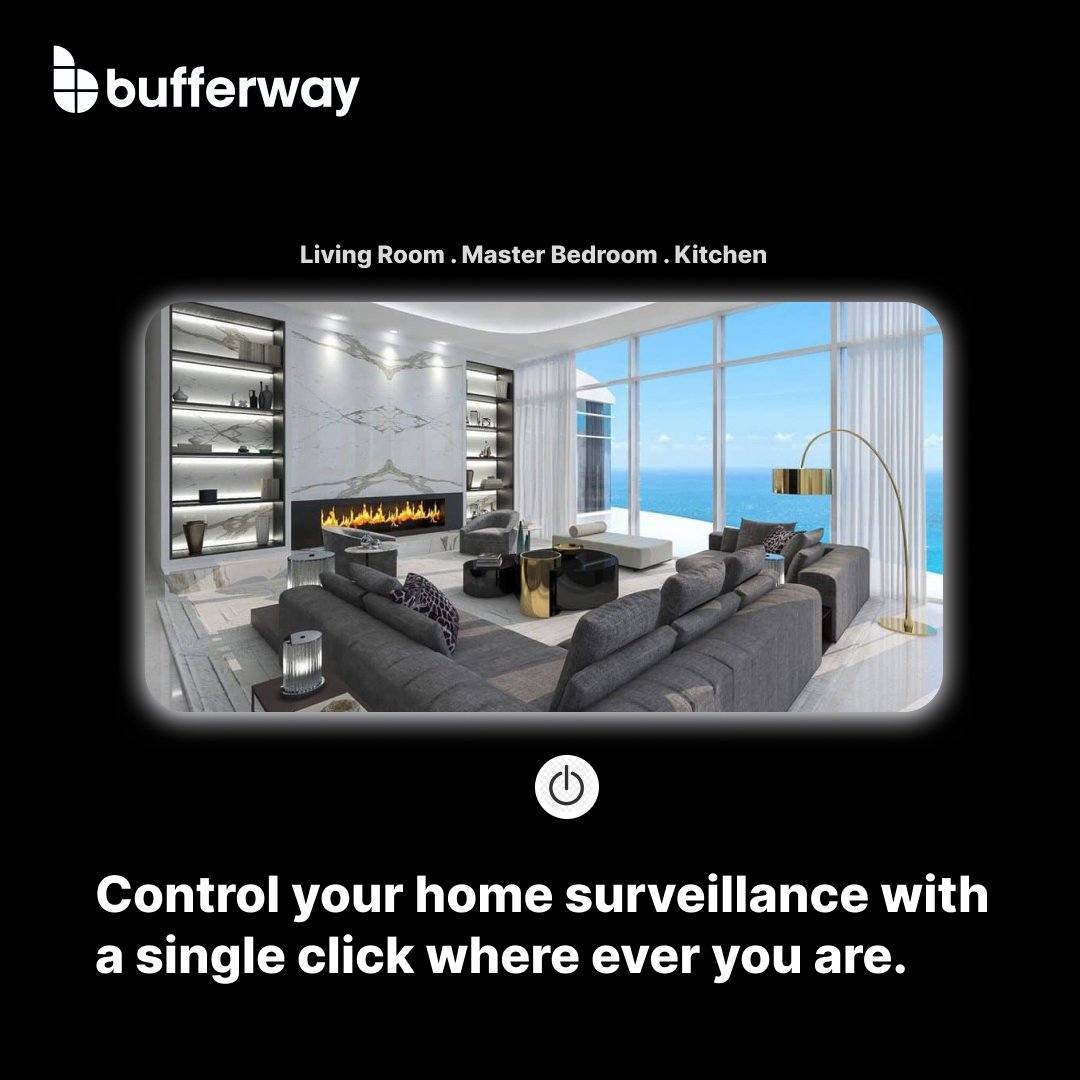 bufferway
Living Room . Master Bedroom . Kitchen
Control your home surveillance with
a single click where ever you are.